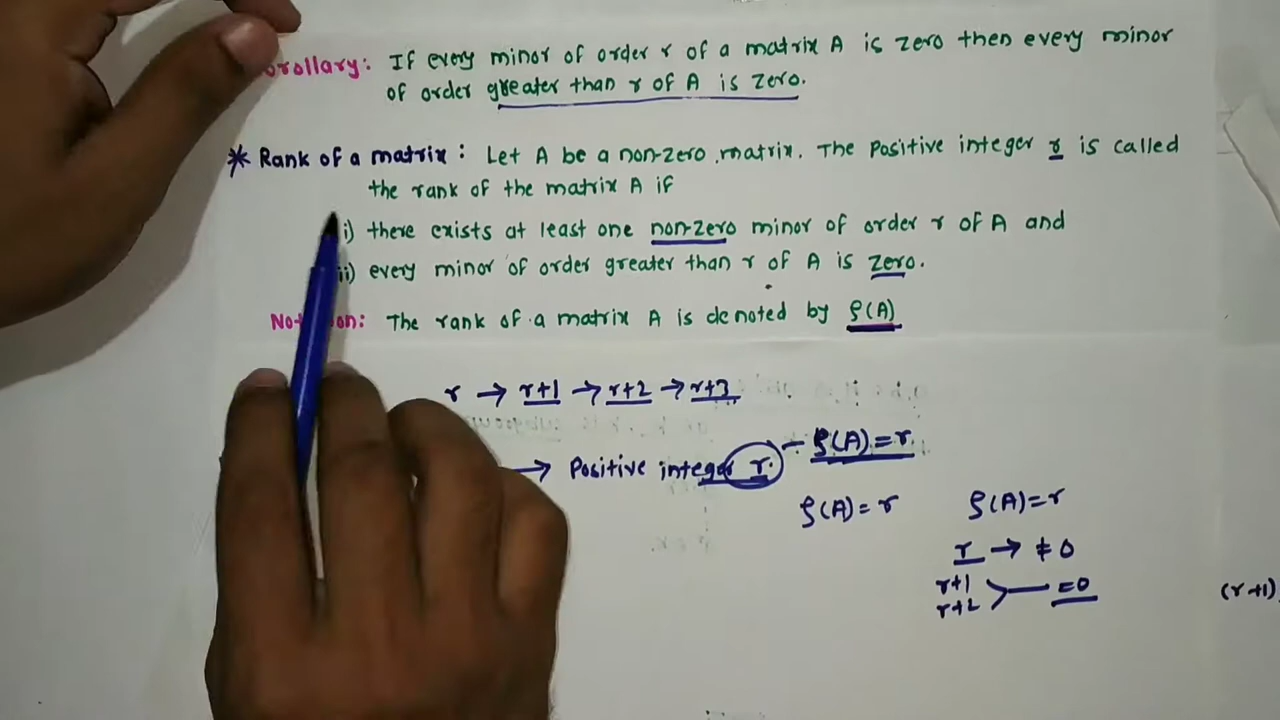 orollary: If every minor of order r of a matrix A is zero then every minor
of order greater than r of A is zero.
* Rank of a matrix: Let A be a non-zero matrix. The positive integer r is called
the rank of the matrix A if
i) there exists at least one non-zero minor of order r of A and
ii) every minor of order greater than r of A is zero.
The rank of a matrix A is denoted by ρ(A)
r → r+1 → r+2 → r+3
→ Positive integer r. - ρ(A)=r.
ρ(A)=r ρ(A)=r
r → ≠0
r+1
r+2 =0
(r+1)